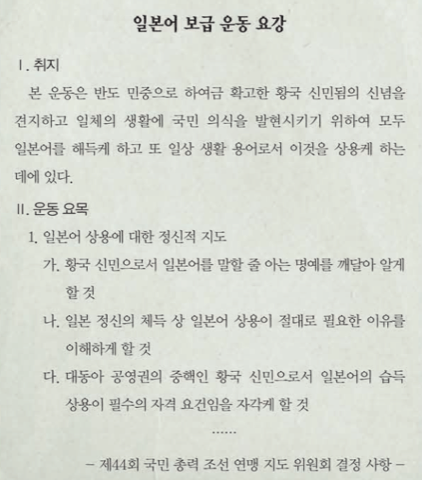 일본어 보급 운동 요강
Ⅰ. 취지
본 운동은 반도 민중으로 하여금 확고한 황국 신민됨의 신념을
견지하고 일체의 생활에 국민 의식을 발현시키기 위하여 모두
일본어를 해득케 하고 또 일상 생활 용어로서 이것을 상용케 하는
데에 있다.
Ⅱ. 운동 요목
1. 일본어 상용에 대한 정신적 지도
가. 황국 신민으로서 일본어를 말할 줄 아는 명예를 깨달아 알게
할 것
나. 일본 정신의 체득 상 일본어 상용이 절대로 필요한 이유를
이해하게 할 것
다. 대동아 공영권의 중핵인 황국 신민으로서 일본어의 습득
상용이 필수의 자격 요건임을 자각케 할 것
……
– 제44회 국민 총력 조선 연맹 지도 위원회 결정 사항 –